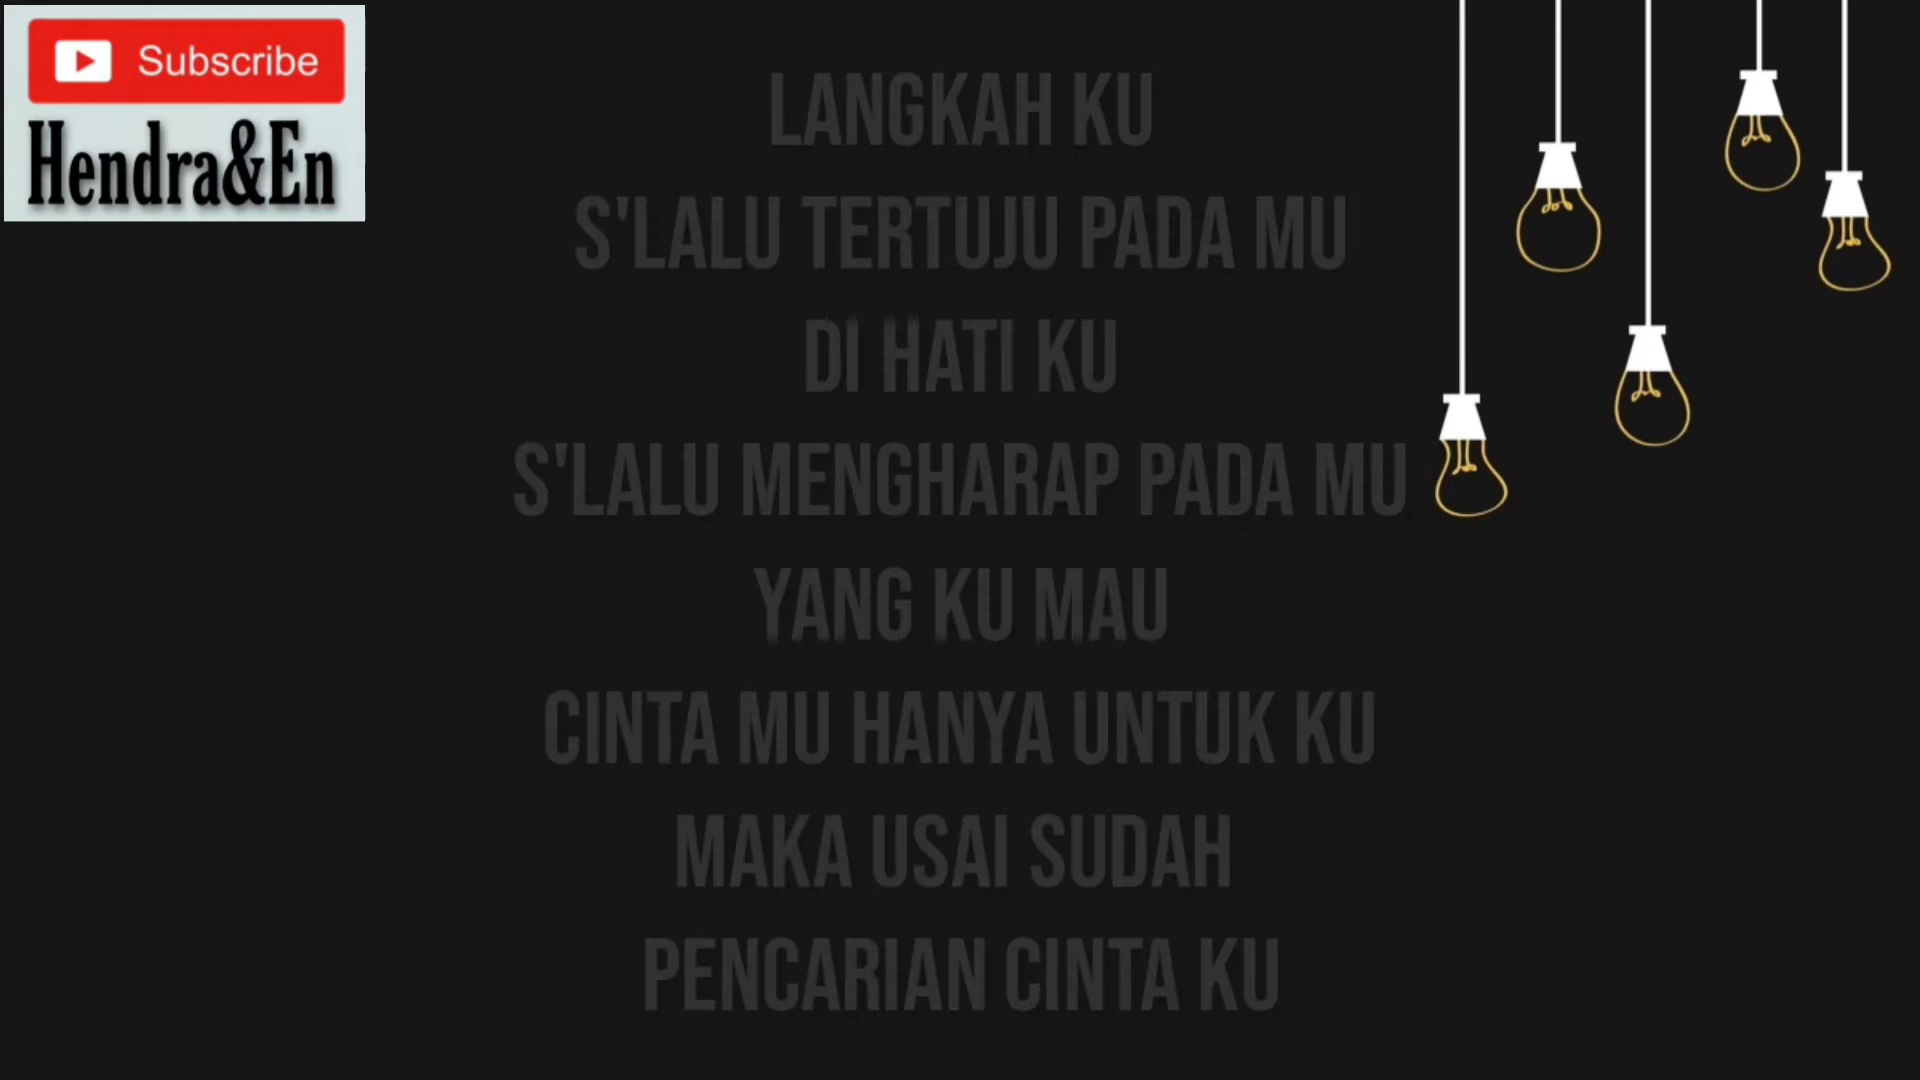 Subscribe
Hendra&En
LANGKAH KU
S'LALU TERTUJU PADA MU
DI HATI KU
S'LALU MENGHARAP PADA MU
YANG KU MAU
CINTA MU HANYA UNTUK KU
MAKA USAI SUDAH
PENCARIAN CINTA KU